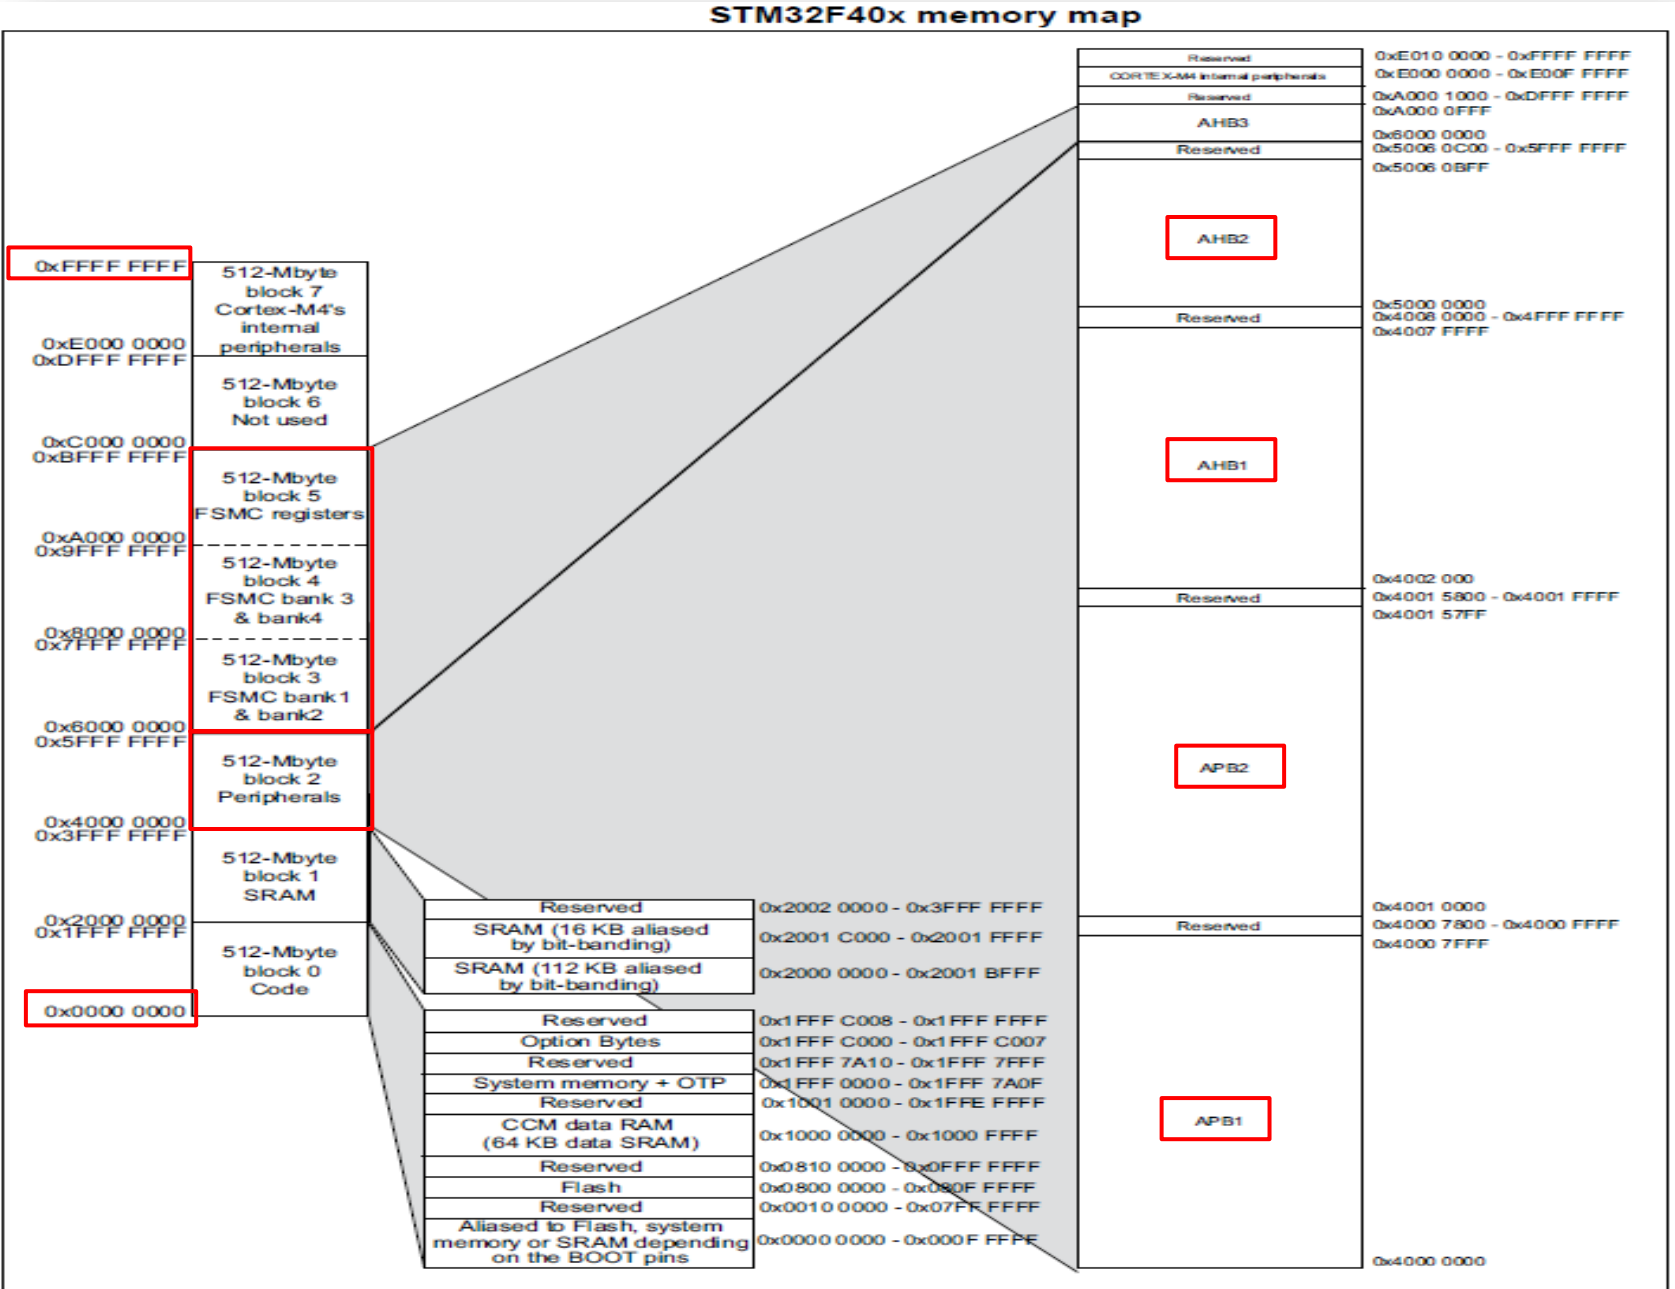 STM32F40x memory map
0xFFFF FFFF
512-Mbyte
block 7
Cortex-M4's
internal
peripherals
0xE000 0000
0xDFFF FFFF
512-Mbyte
block 6
Not used
0xC000 0000
0xBFFF FFFF
512-Mbyte
block 5
FSMC registers
0xA000 0000
0x9FFF FFFF
512-Mbyte
block 4
FSMC bank 3
& bank4
0x8000 0000
0x7FFF FFFF
512-Mbyte
block 3
FSMC bank1
& bank2
0x6000 0000
0x5FFF FFFF
512-Mbyte
block 2
Peripherals
0x4000 0000
0x3FFF FFFF
512-Mbyte
block 1
SRAM
0x2000 0000
0x1FFF FFFF
512-Mbyte
block 0
Code
0x0000 0000
Reserved 0x2002 0000 - 0x3FFF FFFF
SRAM (16 KB aliased
by bit-banding)
0x2001 C000 - 0x2001 FFFF
SRAM (112 KB aliased
by bit-banding)
0x2000 0000 - 0x2001 BFFF
Reserved 0x1FFF C008 - 0x1FFF FFFF
Option Bytes 0x1FFF C000 - 0x1FFF C007
Reserved 0x1FFF 7A10 - 0x1FFF 7FFF
System memory + OTP 0x1FFF 0000 - 0x1FFF 7A0F
Reserved 0x1001 0000 - 0x1FFE FFFF
CCM data RAM
(64 KB data SRAM)
0x1000 0000 - 0x1000 FFFF
Reserved 0x0810 0000 - 0x0FFF FFFF
Flash 0x0800 0000 - 0x080F FFFF
Reserved 0x0010 0000 - 0x07FF FFFF
Aliased to Flash, system
memory or SRAM depending
on the BOOT pins
0x0000 0000 - 0x000F FFFF
Reserved 0xE010 0000 - 0xFFFF FFFF
CORTEX-M4 internal peripherals 0xE000 0000 - 0xE00F FFFF
Reserved 0xA000 1000 - 0xDFFF FFFF
0xA000 0FFF
AHB3
0x6000 0000
Reserved 0x5006 0C00 - 0x5FFF FFFF
0x5006 0BFF
AHB2
0x5000 0000
Reserved 0x4008 0000 - 0x4FFF FFFF
0x4007 FFFF
AHB1
0x4002 000
Reserved 0x4001 5800 - 0x4001 FFFF
0x4001 57FF
APB2
0x4001 0000
Reserved 0x4000 7800 - 0x4000 FFFF
0x4000 7FFF
APB1
0x4000 0000